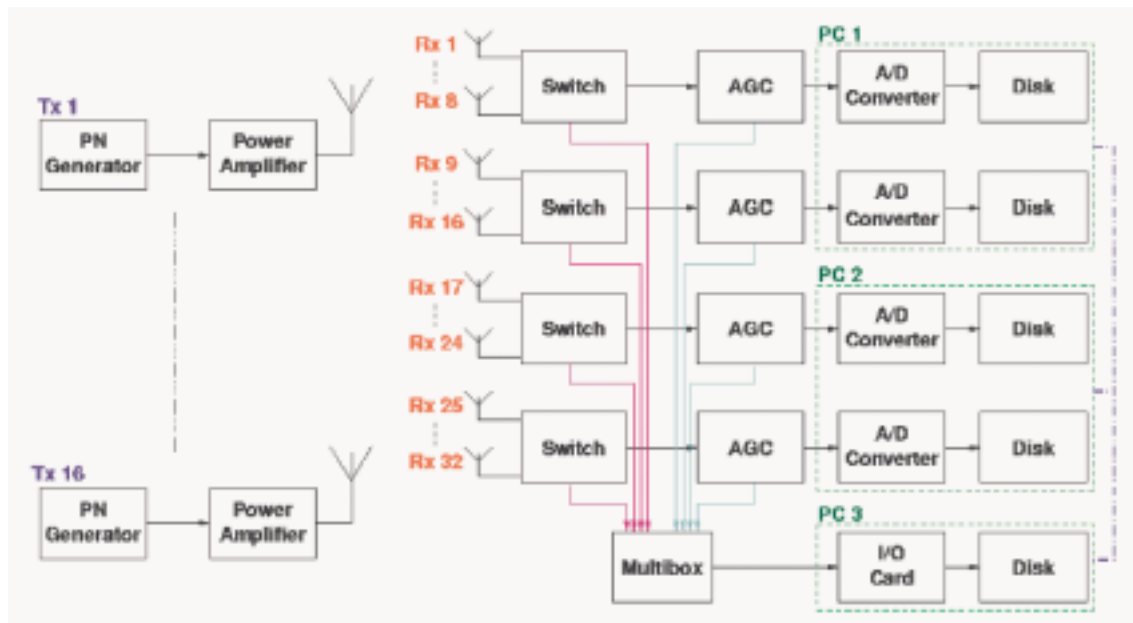 Tx 1
PN
Generator
Power
Amplifier
Tx 16
PN
Generator
Power
Amplifier
Rx 1
Rx 8
Switch
AGC
PC 1
A/D
Converter
Disk
Rx 9
Rx 16
Switch
AGC
A/D
Converter
Disk
Rx 17
Rx 24
Switch
AGC
PC 2
A/D
Converter
Disk
Rx 25
Rx 32
Switch
AGC
A/D
Converter
Disk
Multibox
PC 3
I/O
Card
Disk